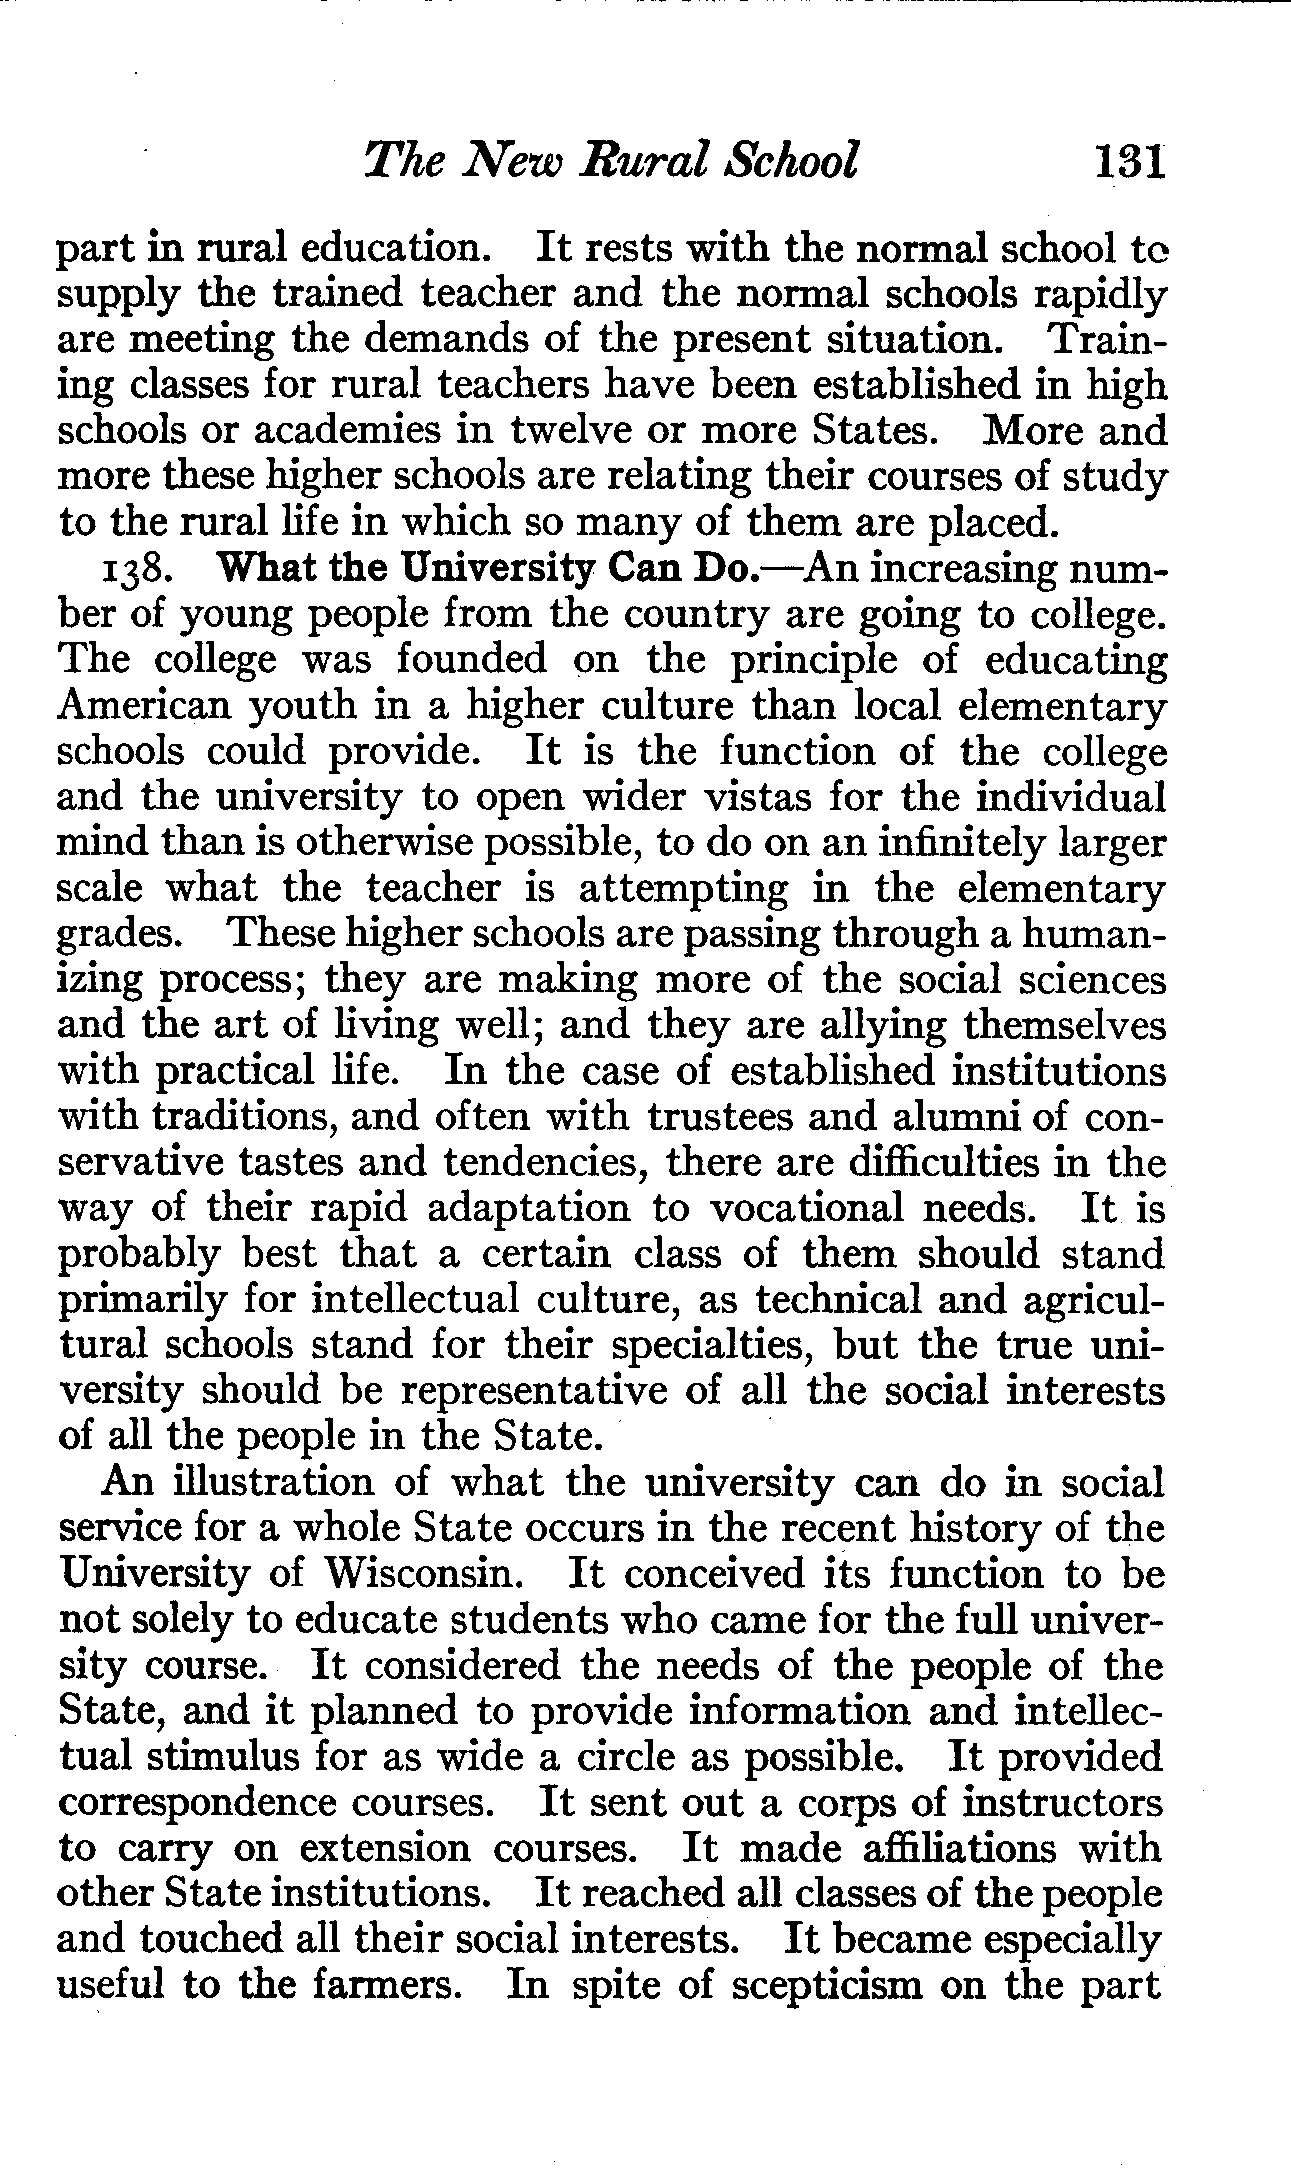 The New Rural School 131
part in rural education. It rests with the normal school to
supply the trained teacher and the normal schools rapidly
are meeting the demands of the present situation. Train-
ing classes for rural teachers have been established in high
schools or academies in twelve or more States. More and
more these higher schools are relating their courses of study
to the rural life in which so many of them are placed.
138. What the University Can Do.—An increasing num-
ber of young people from the country are going to college.
The college was founded on the principle of educating
American youth in a higher culture than local elementary
schools could provide. It is the function of the college
and the university to open wider vistas for the individual
mind than is otherwise possible, to do on an infinitely larger
scale what the teacher is attempting in the elementary
grades. These higher schools are passing through a human-
izing process; they are making more of the social sciences
and the art of living well; and they are allying themselves
with practical life. In the case of established institutions
with traditions, and often with trustees and alumni of con-
servative tastes and tendencies, there are difficulties in the
way of their rapid adaptation to vocational needs. It is
probably best that a certain class of them should stand
primarily for intellectual culture, as technical and agricul-
tural schools stand for their specialties, but the true uni-
versity should be representative of all the social interests
of all the people in the State.
An illustration of what the university can do in social
service for a whole State occurs in the recent history of the
University of Wisconsin. It conceived its function to be
not solely to educate students who came for the full univer-
sity course. It considered the needs of the people of the
State, and it planned to provide information and intellec-
tual stimulus for as wide a circle as possible. It provided
correspondence courses. It sent out a corps of instructors
to carry on extension courses. It made affiliations with
other State institutions. It reached all classes of the people
and touched all their social interests. It became especially
useful to the farmers. In spite of scepticism on the part